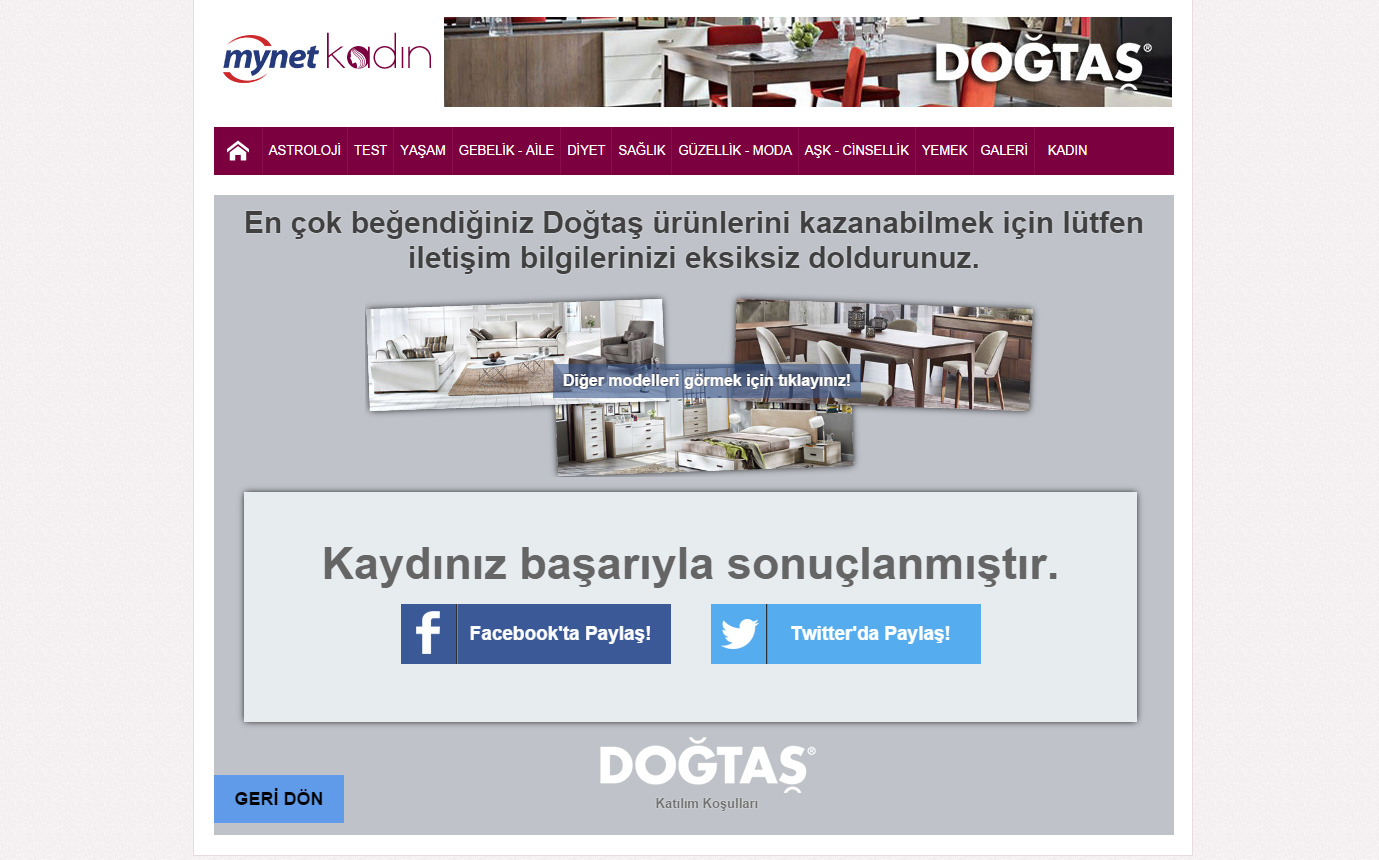 mynet kadın
DOĞTAŞ®
ASTROLOJİ TEST YAŞAM GEBELİK - AİLE DİYET SAĞLIK GÜZELLİK - MODA AŞK - CİNSELLİK YEMEK GALERİ KADIN
En çok beğendiğiniz Doğtaş ürünlerini kazanabilmek için lütfen
iletişim bilgilerinizi eksiksiz doldurunuz.
Diğer modelleri görmek için tıklayınız!
Kaydınız başarıyla sonuçlanmıştır.
Facebook'ta Paylaş! Twitter'da Paylaş!
DOĞTAŞ®
Katılım Koşulları
GERİ DÖN